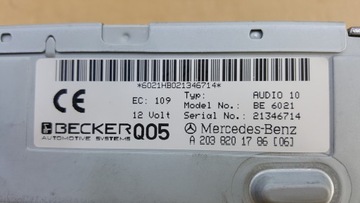 *6021HB021346714*
CE EC: 109 Typ: AUDIO 10
Model No.: BE 6021
12 Volt Serial No.: 21346714
BECKER Q05 Mercedes-Benz
AUTOMOTIVE SYSTEMS A 203 820 17 86 [06]